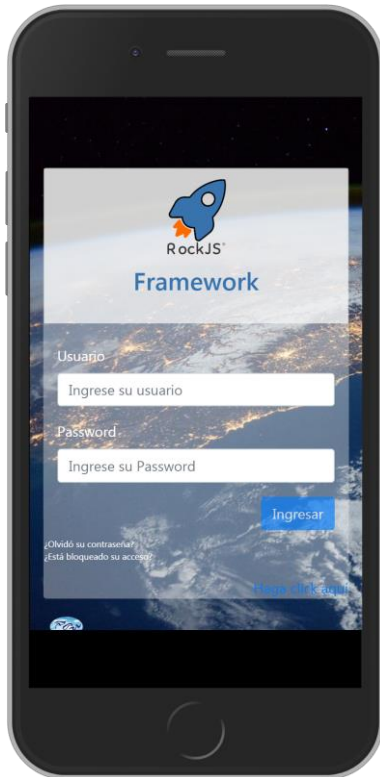 RockJS
Framework
Usuario
Ingrese su usuario
Password
Ingrese su Password
Ingresar
¿Olvidó su contraseña?
¿Está bloqueado su acceso?
Haga click aquí